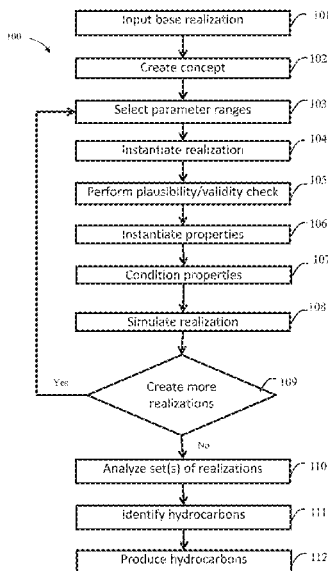 Input base realization
101
100
Create concept
102
Select parameter ranges
103
Instantiate realization
104
Perform plausibility/validity check
105
Instantiate properties
106
Condition properties
107
Simulate realization
108
Yes
Create more
realizations
109
No
Analyze set(s) of realizations
110
Identify hydrocarbons
111
Produce hydrocarbons
112